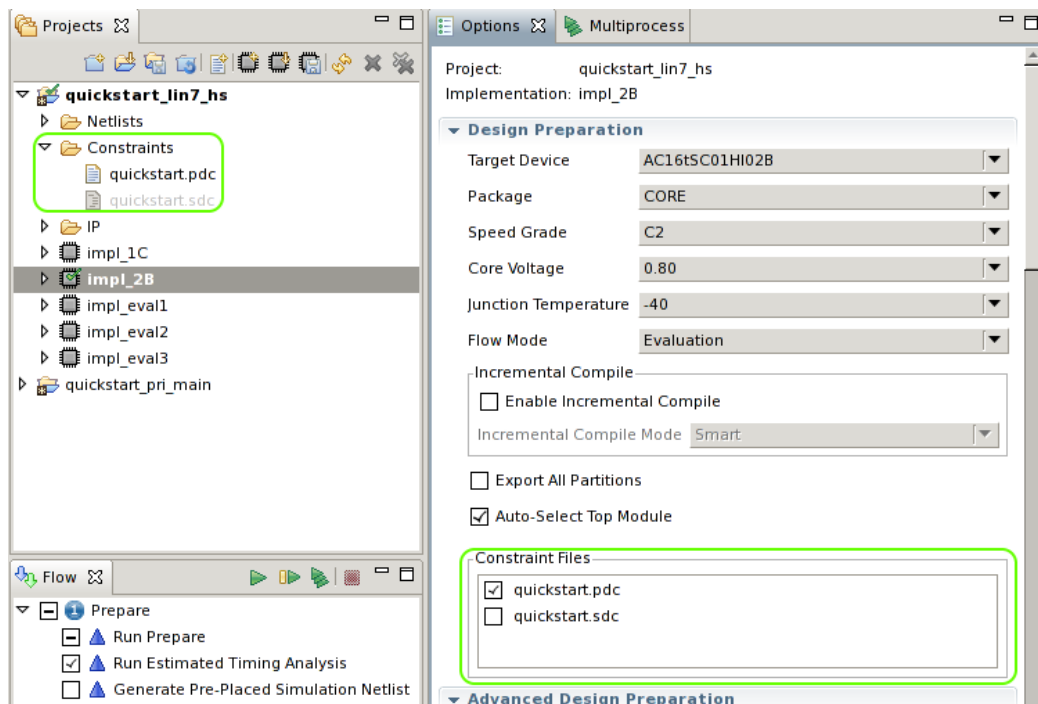 Projects
quickstart_lin7_hs
Netlists
Constraints
quickstart.pdc
quickstart.sdc
IP
impl_1C
impl_2B
impl_eval1
impl_eval2
impl_eval3
quickstart_pri_main
Flow
1 Prepare
Run Prepare
Run Estimated Timing Analysis
Generate Pre-Placed Simulation Netlist
Options Multiprocess
Project: quickstart_lin7_hs
Implementation: impl_2B
Design Preparation
Target Device AC16tSC01HI02B
Package CORE
Speed Grade C2
Core Voltage 0.80
Junction Temperature -40
Flow Mode Evaluation
Incremental Compile
Enable Incremental Compile
Incremental Compile Mode Smart
Export All Partitions
Auto-Select Top Module
Constraint Files
quickstart.pdc
quickstart.sdc
Advanced Design Preparation